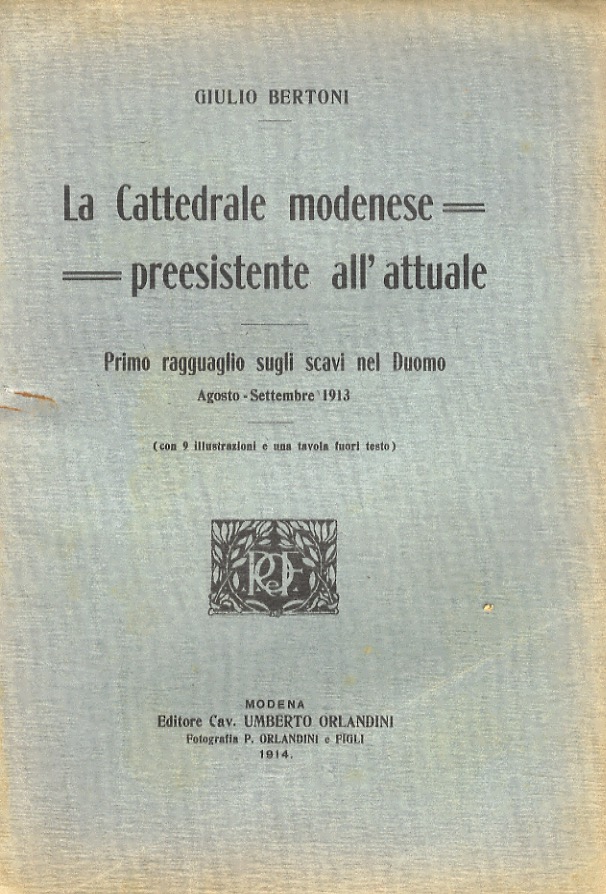 GIULIO BERTONI
La Cattedrale modenese
preesistente all' attuale
Primo ragguaglio sugli scavi nel Duomo
Agosto - Settembre 1913
(con 9 illustrazioni e una tavola fuori testo)
MODENA
Editore Cav. UMBERTO ORLANDINI
Fotografia P. ORLANDINI e FIGLI
1914.